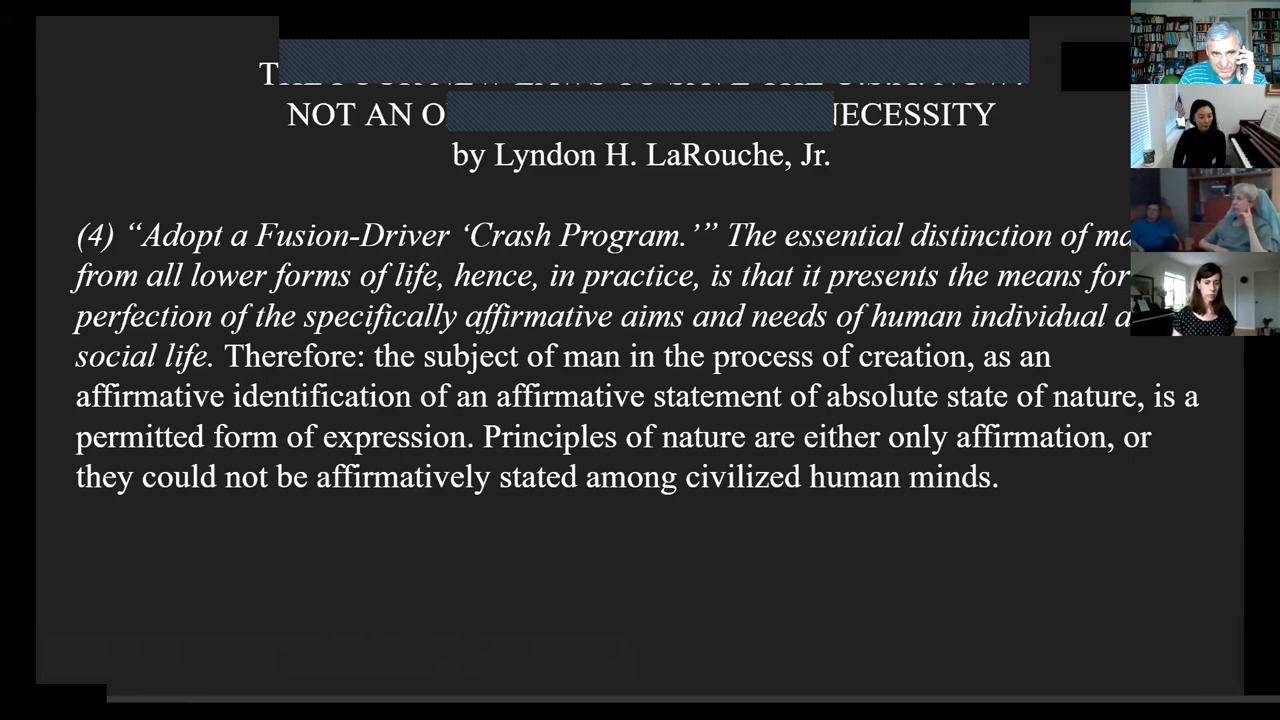 NOT AN O NECESSITY
by Lyndon H. LaRouche, Jr.
(4) “Adopt a Fusion-Driver ‘Crash Program.’” The essential distinction of
from all lower forms of life, hence, in practice, is that it presents the means for
perfection of the specifically affirmative aims and needs of human individual
social life. Therefore: the subject of man in the process of creation, as an
affirmative identification of an affirmative statement of absolute state of nature, is a
permitted form of expression. Principles of nature are either only affirmation, or
they could not be affirmatively stated among civilized human minds.